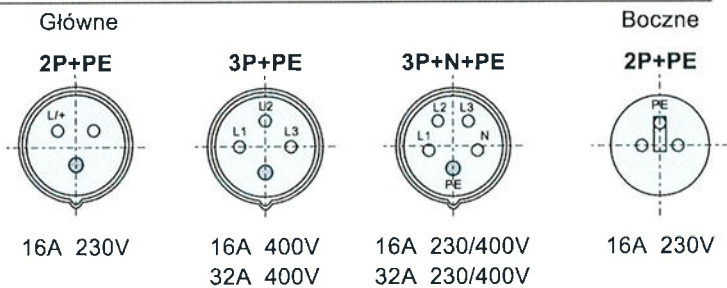 Główne Boczne
2P+PE 3P+PE 3P+N+PE 2P+PE
L/+ L2 L2 L3 PE
L1 L3 L1 N
PE
16A 230V 16A 400V 16A 230/400V 16A 230V
32A 400V 32A 230/400V